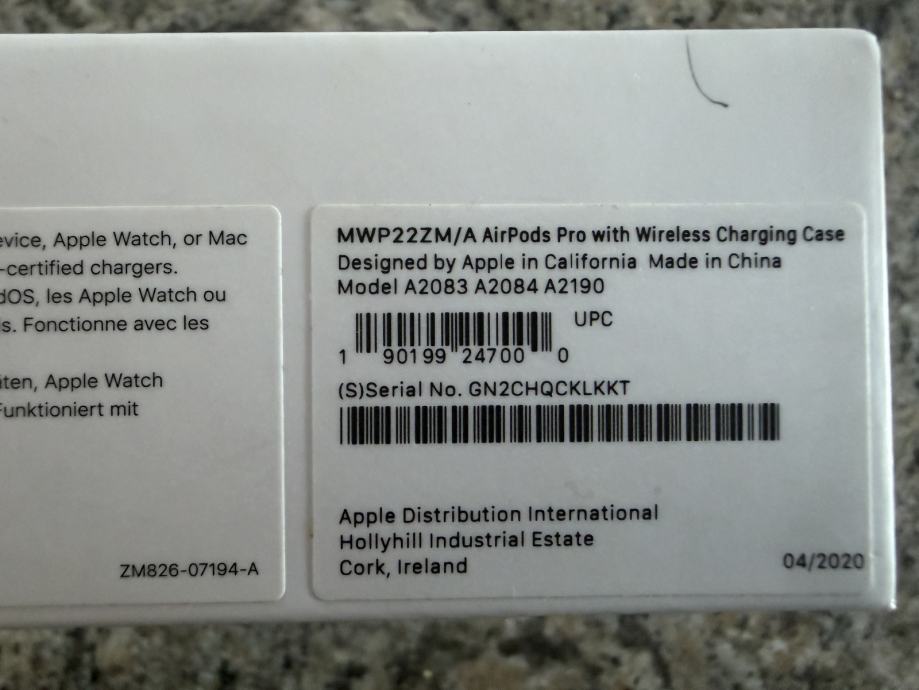 evice, Apple Watch, or Mac
-certified chargers.
dOS, les Apple Watch ou
ls. Fonctionne avec les
äten, Apple Watch
Funktioniert mit
ZM826-07194-A
MWP22ZM/A AirPods Pro with Wireless Charging Case
Designed by Apple in California Made in China
Model A2083 A2084 A2190
UPC
1 90199 24700 0
(S)Serial No. GN2CHQCKLKKT
Apple Distribution International
Hollyhill Industrial Estate
Cork, Ireland
04/2020